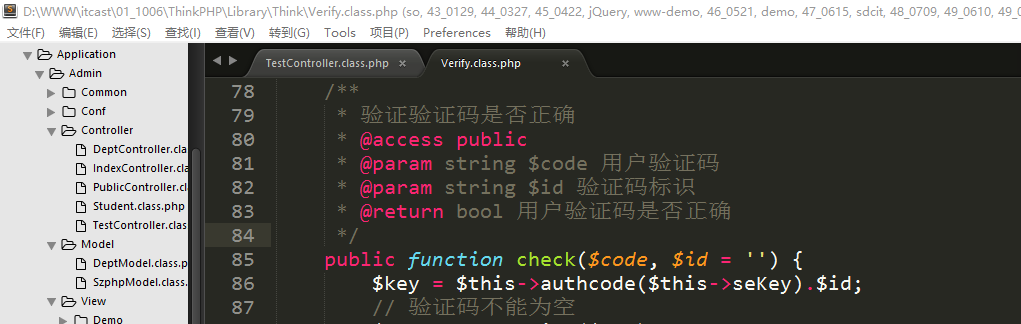 D:\WWW\itcast\01_1006\ThinkPHP\Library\Think\Verify.class.php (so, 43_0129, 44_0327, 45_0422, jQuery, www-demo, 46_0521, demo, 47_0615, sdcit, 48_0709, 49_0610, 49_0
文件(F) 编辑(E) 选择(S) 查找(I) 查看(V) 转到(G) Tools 项目(P) Preferences 帮助(H)
Application
Admin
Common
Conf
Controller
DeptController.cla
IndexController.cla
PublicController.c
Student.class.php
TestController.clas
Model
DeptModel.class.p
SzphpModel.class.
View
Demo
TestController.class.php × Verify.class.php ×
78 /**
79 * 验证验证码是否正确
80 * @access public
81 * @param string $code 用户验证码
82 * @param string $id 验证码标识
83 * @return bool 用户验证码是否正确
84 */
85 public function check($code, $id = '') {
86 $key = $this->authcode($this->seKey).$id;
87 // 验证码不能为空